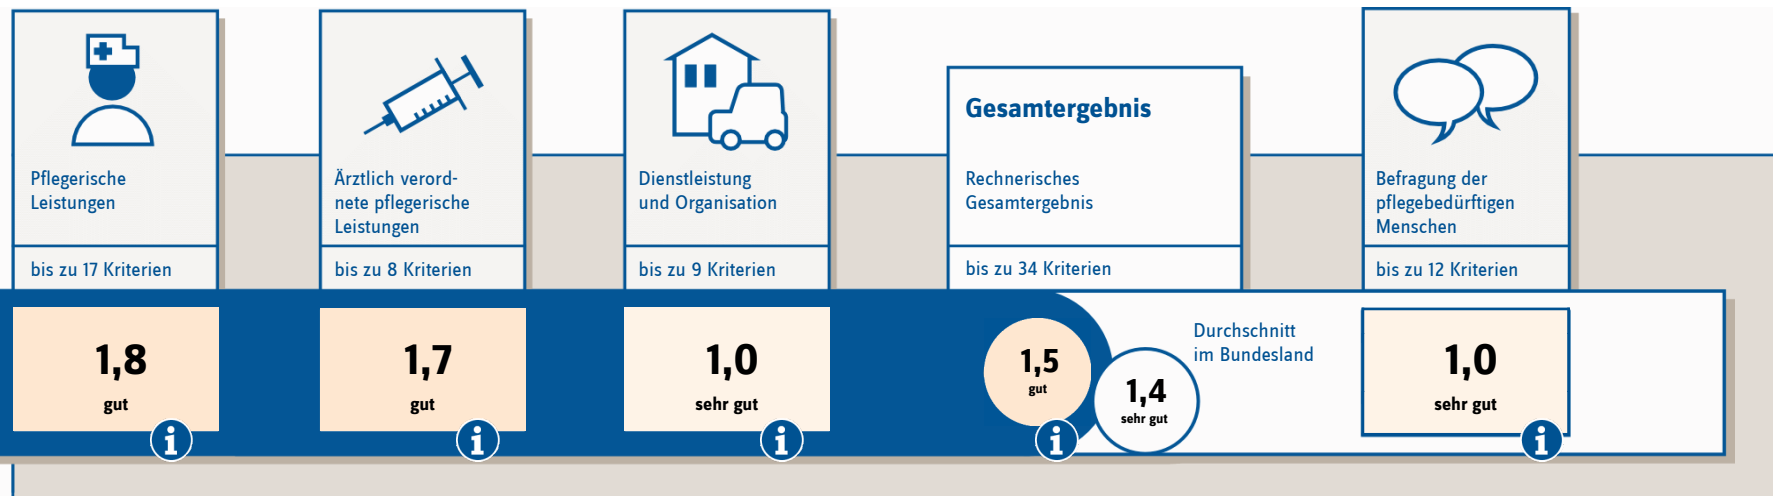 Pflegerische
Leistungen
bis zu 17 Kriterien
1,8
gut
Ärztlich verord-
nete pflegerische
Leistungen
bis zu 8 Kriterien
1,7
gut
Dienstleistung
und Organisation
bis zu 9 Kriterien
1,0
sehr gut
Gesamtergebnis
Rechnerisches
Gesamtergebnis
bis zu 34 Kriterien
1,5
gut
1,4
sehr gut
Durchschnitt
im Bundesland
Befragung der
pflegebedürftigen
Menschen
bis zu 12 Kriterien
1,0
sehr gut